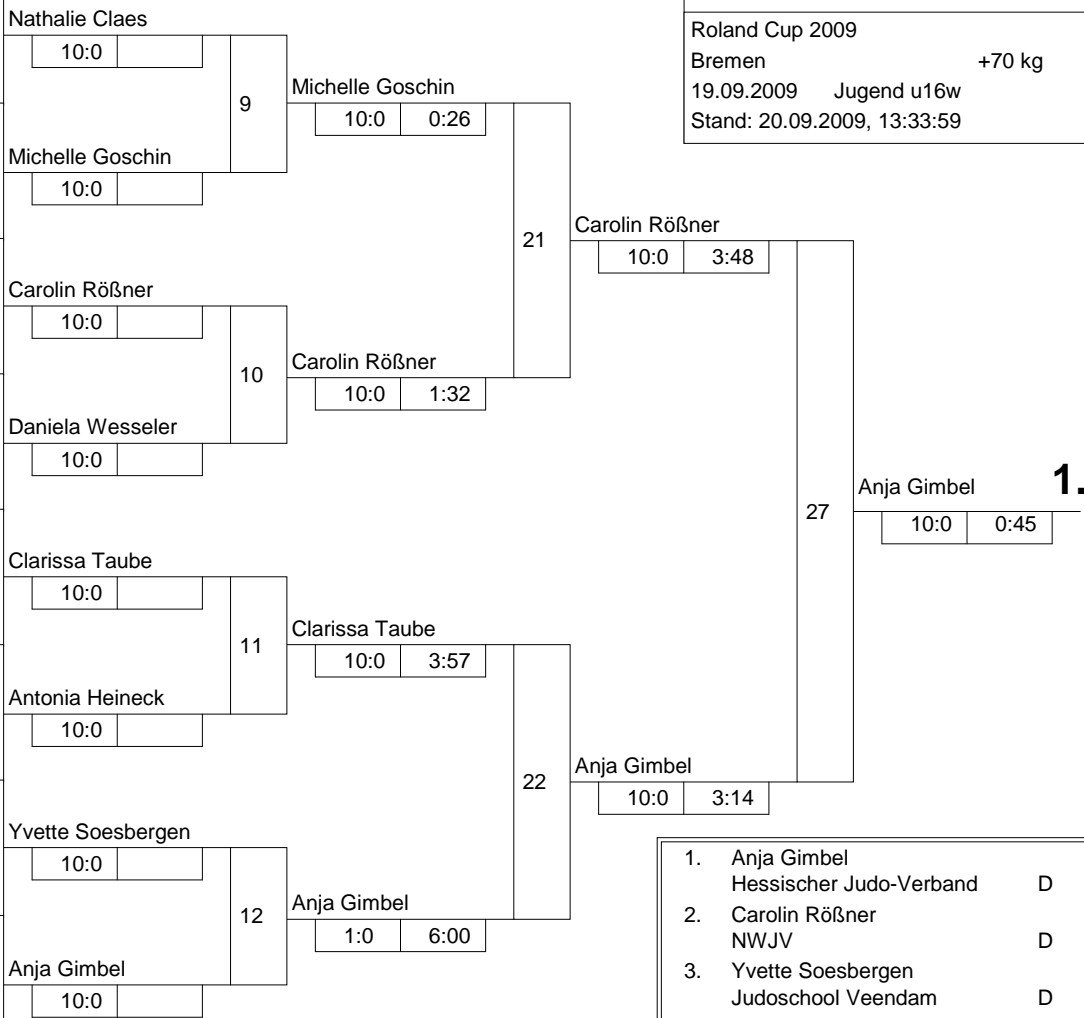 Roland Cup 2009
Bremen +70 kg
19.09.2009 Jugend u16w
Stand: 20.09.2009, 13:33:59
Nathalie Claes
10:0
9
Michelle Goschin
10:0
Michelle Goschin
10:0 0:26
21
Carolin Rößner
10:0
10
Daniela Wesseler
10:0
Carolin Rößner
10:0 1:32
Carolin Rößner
10:0 3:48
27
Clarissa Taube
10:0
11
Antonia Heineck
10:0
Clarissa Taube
10:0 3:57
22
Yvette Soesbergen
10:0
12
Anja Gimbel
10:0
Anja Gimbel
1:0 6:00
Anja Gimbel
10:0 3:14
Anja Gimbel 1.
10:0 0:45
1. Anja Gimbel
Hessischer Judo-Verband D
2. Carolin Rößner
NWJV D
3. Yvette Soesbergen
Judoschool Veendam D